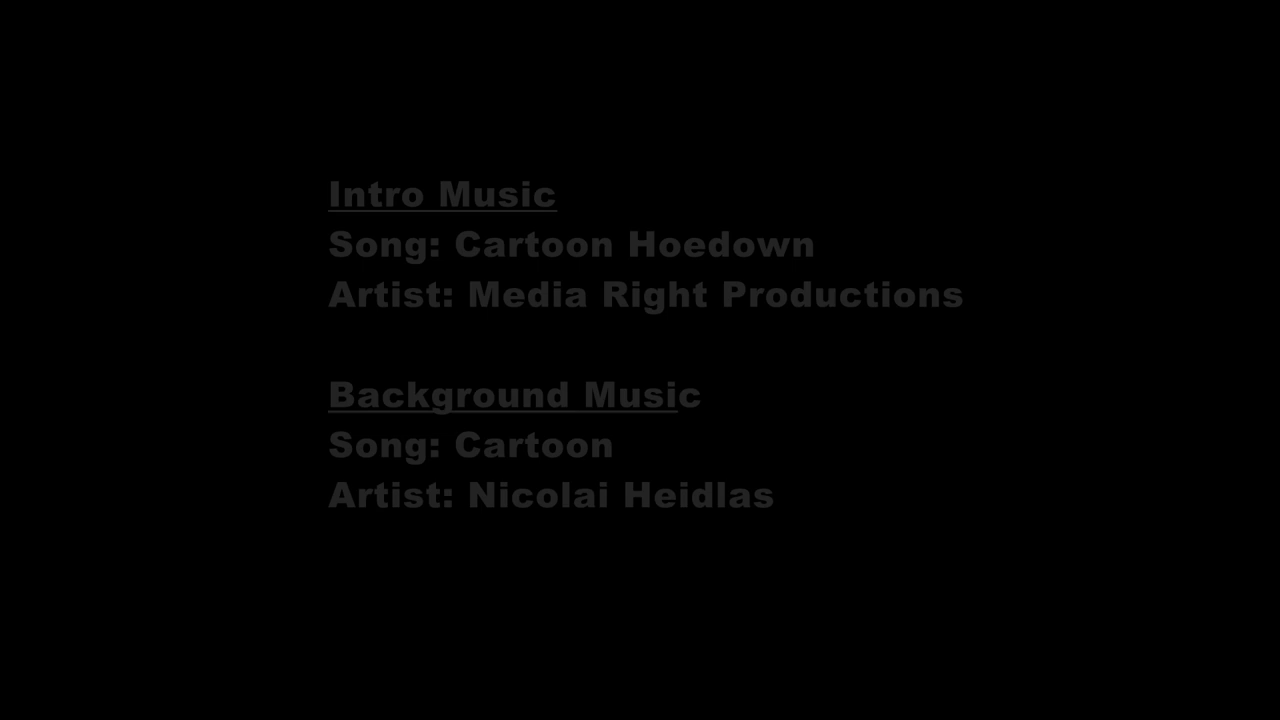 Intro Music
Song: Cartoon Hoedown
Artist: Media Right Productions
Background Music
Song: Cartoon
Artist: Nicolai Heidlas